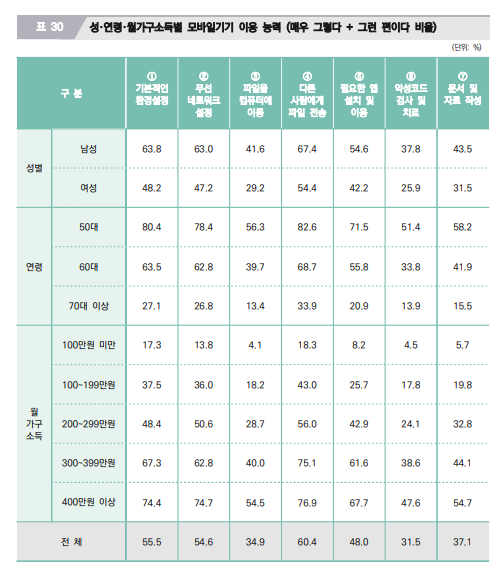 표 30 성·연령·월가구소득별 모바일기기 이용 능력 (매우 그렇다 + 그런 편이다 비율)
(단위: %)
구 분 ① 기본적인 환경설정 ② 무선 네트워크 설정 ③ 파일을 컴퓨터에 이동 ④ 다른 사람에게 파일 전송 ⑤ 필요한 앱 설치 및 이용 ⑥ 악성코드 검사 및 치료 ⑦ 문서 및 자료 작성
성별 남성 63.8 63.0 41.6 67.4 54.6 37.8 43.5
여성 48.2 47.2 29.2 54.4 42.2 25.9 31.5
연령 50대 80.4 78.4 56.3 82.6 71.5 51.4 58.2
60대 63.5 62.8 39.7 68.7 55.8 33.8 41.9
70대 이상 27.1 26.8 13.4 33.9 20.9 13.9 15.5
월 가구 소득 100만원 미만 17.3 13.8 4.1 18.3 8.2 4.5 5.7
100~199만원 37.5 36.0 18.2 43.0 25.7 17.8 19.8
200~299만원 48.4 50.6 28.7 56.0 42.9 24.1 32.8
300~399만원 67.3 62.8 40.0 75.1 61.6 38.6 44.1
400만원 이상 74.4 74.7 54.5 76.9 67.7 47.6 54.7
전 체 55.5 54.6 34.9 60.4 48.0 31.5 37.1